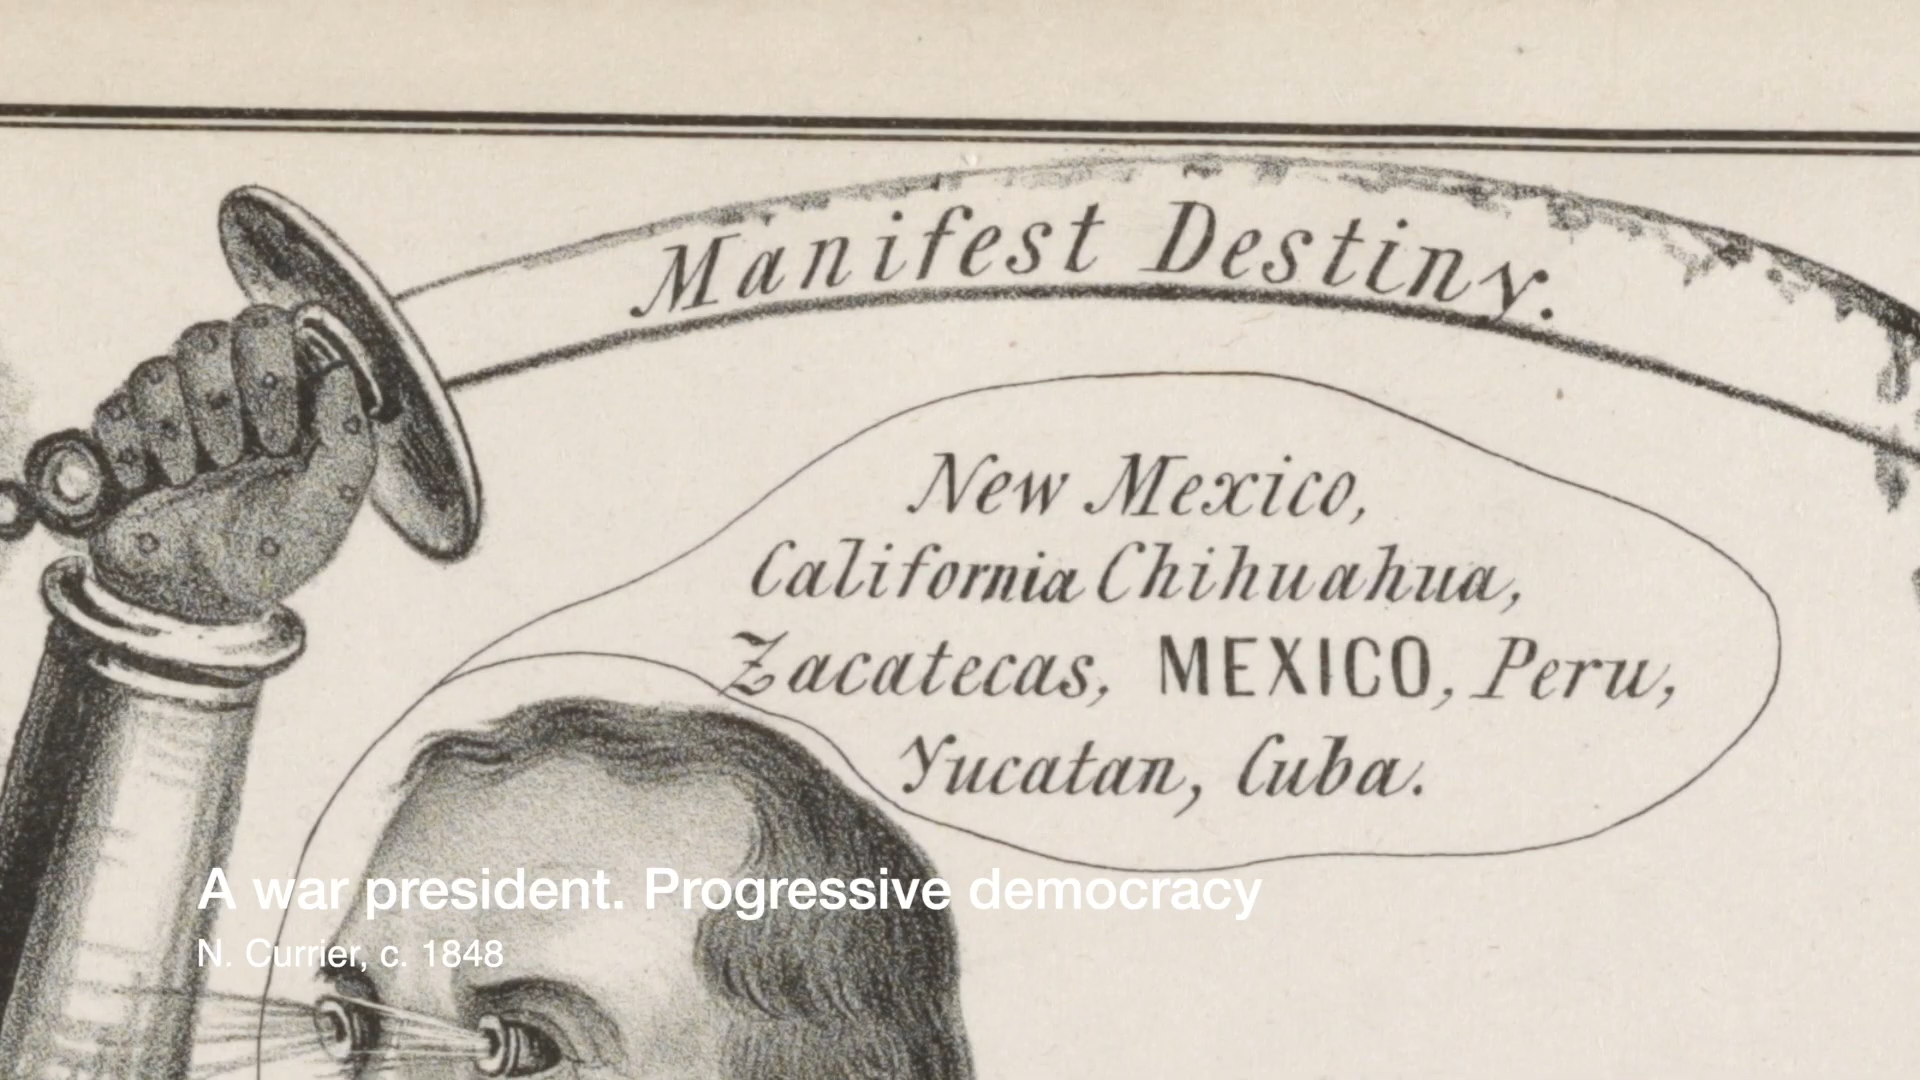 Manifest Destiny.
New Mexico,
California Chihuahua,
Zacatecas, MEXICO, Peru,
Yucatan, Cuba.
A war president. Progressive democracy
N. Currier, c. 1848